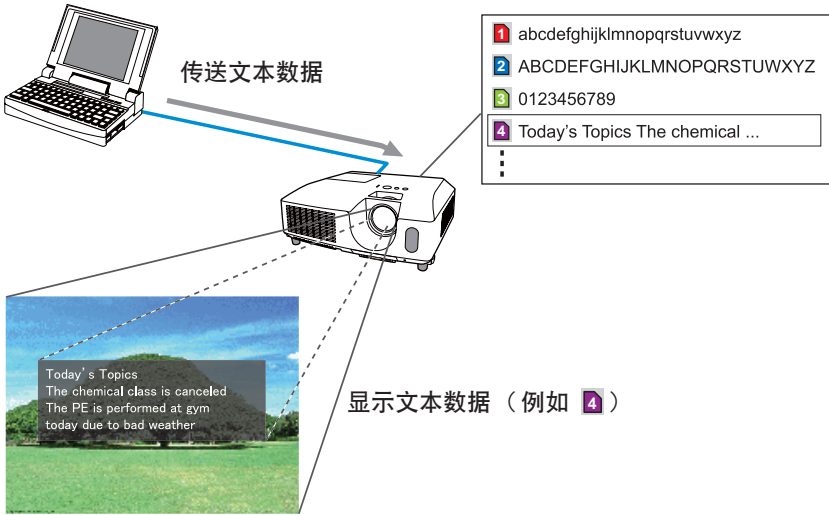 传送文本数据
1 abcdefghijklmnopqrstuvwxyz
2 ABCDEFGHIJKLMNOPQRSTUWXYZ
3 0123456789
4 Today's Topics The chemical ...
Today's Topics
The chemical class is canceled
The PE is performed at gym
today due to bad weather
显示文本数据（例如 4）